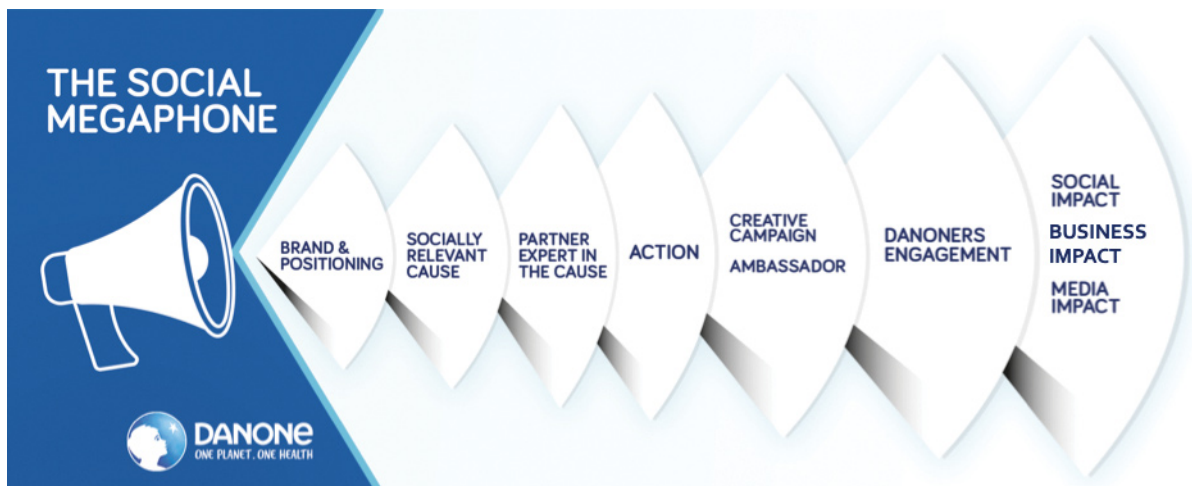 THE SOCIAL
MEGAPHONE
BRAND &
POSITIONING
SOCIALLY
RELEVANT
CAUSE
PARTNER
EXPERT IN
THE CAUSE
ACTION
CREATIVE
CAMPAIGN
AMBASSADOR
DANONERS
ENGAGEMENT
SOCIAL
IMPACT
BUSINESS
IMPACT
MEDIA
IMPACT
DANONE
ONE PLANET. ONE HEALTH